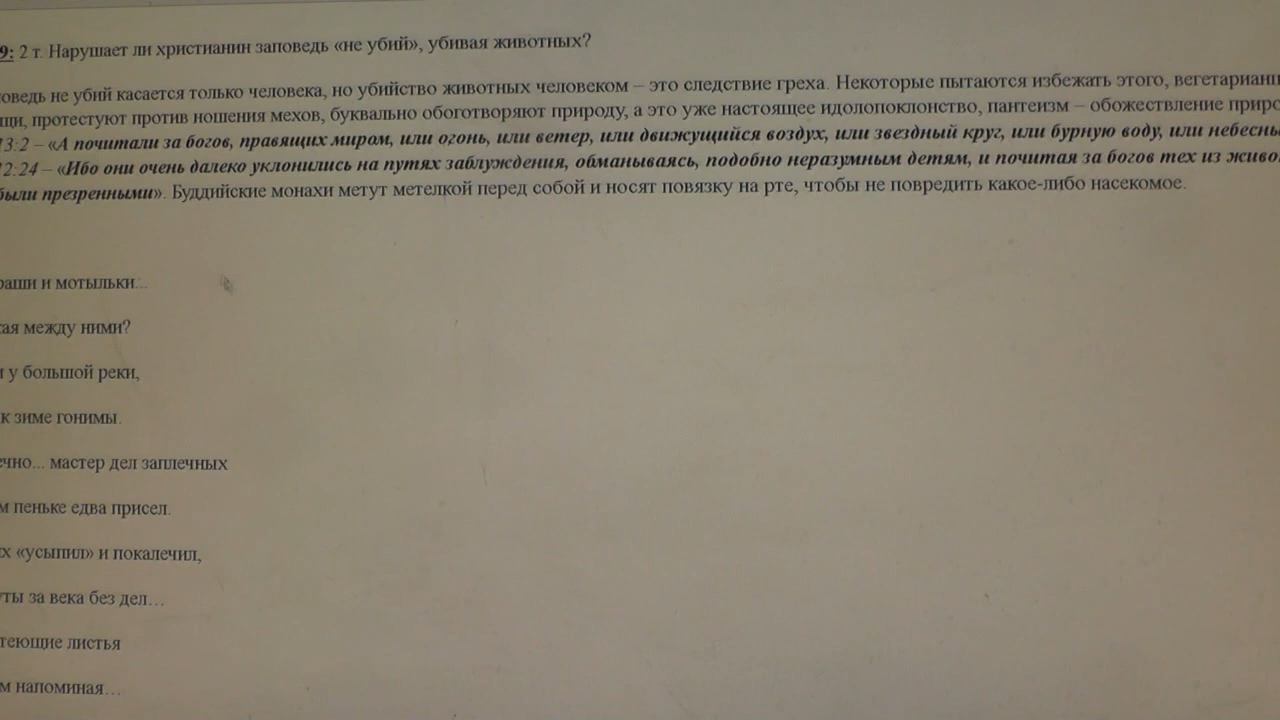 9: 2 т. Нарушает ли христианин заповедь «не убий», убивая животных?
оведь не убий касается только человека, но убийство животных человеком – это следствие греха. Некоторые пытаются избежать этого, вегетарианц
щи, протестуют против ношения мехов, буквально обоготворяют природу, а это уже настоящее идолопоклонство, пантеизм – обожествление приро
13:2 – «А почитали за богов, правящих миром, или огонь, или ветер, или движущийся воздух, или звездный круг, или бурную воду, или небесны
12:24 – «Ибо они очень далеко уклонились на путях заблуждения, обманываясь, подобно неразумным детям, и почитая за богов тех из живо
были презренными». Буддийские монахи метут метелкой перед собой и носят повязку на рте, чтобы не повредить какое-либо насекомое.
раши и мотыльки...
ая между ними?
и у большой реки,
к зиме гонимы.
ечно... мастер дел заплечных
м пеньке едва присел.
их «усыпил» и покалечил,
уты за века без дел...
теющие листья
м напоминая...